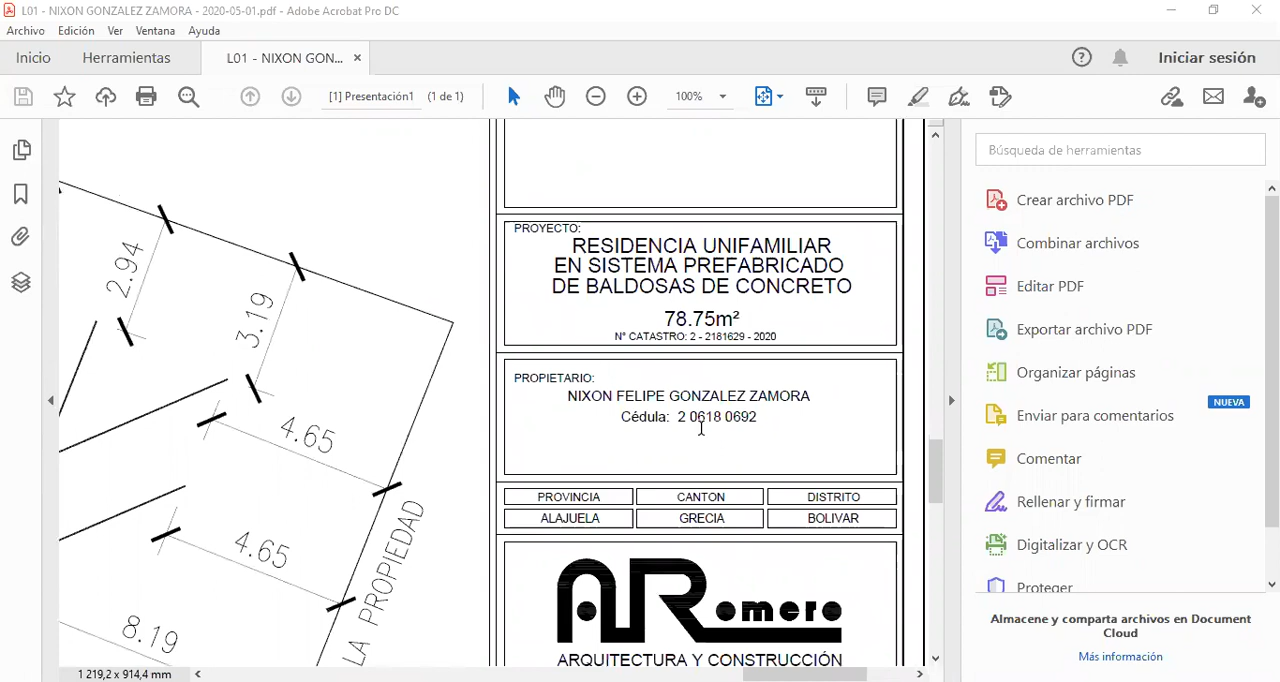 L01 - NIXON GONZALEZ ZAMORA - 2020-05-01.pdf - Adobe Acrobat Pro DC
Archivo Edición Ver Ventana Ayuda
Inicio Herramientas L01 - NIXON GON... × Iniciar sesión
[1] Presentación1 (1 de 1) 100%
Búsqueda de herramientas
Crear archivo PDF
Combinar archivos
Editar PDF
Exportar archivo PDF
Organizar páginas
NUEVA
Enviar para comentarios
Comentar
Rellenar y firmar
Digitalizar y OCR
Proteger
Almacene y comparta archivos en Document
Cloud
Más información
2.94
3.19
4.65
4.65
8.19
LA PROPIEDAD
PROYECTO:
RESIDENCIA UNIFAMILIAR
EN SISTEMA PREFABRICADO
DE BALDOSAS DE CONCRETO
78.75m²
N° CATASTRO: 2 - 2181629 - 2020
PROPIETARIO:
NIXON FELIPE GONZALEZ ZAMORA
Cédula: 2 0618 0692
PROVINCIA CANTON DISTRITO
ALAJUELA GRECIA BOLIVAR
ARomero
ARQUITECTURA Y CONSTRUCCIÓN
1 219,2 x 914,4 mm